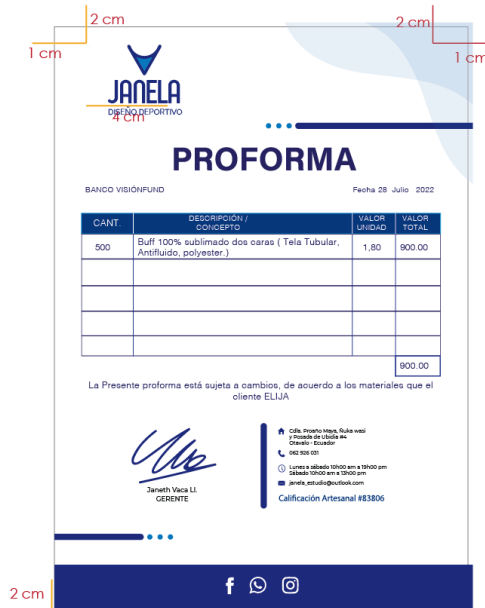 2 cm
2 cm
1 cm
1 cm
JANELA
DISEÑO DEPORTIVO
4 cm
PROFORMA
BANCO VISIÓNFUND
Fecha 28 Julio 2022
CANT.
DESCRIPCIÓN /
CONCEPTO
VALOR
UNIDAD
VALOR
TOTAL
500
Buff 100% sublimado dos caras ( Tela Tubular,
Antifluido, polyester.)
1,80
900.00
900.00
La Presente proforma está sujeta a cambios, de acuerdo a los materiales que el
cliente ELIJA
Janeth Vaca Ll.
GERENTE
Cdla. Prosño Maya, Ñuka wasi
y Posada de Ubidia #4
Otavalo - Ecuador
062 926 031
Lunes a sábado 10h00 am a 19h00 pm
Sábado 10h00 am a 13h00 pm
janela_estudio@outlook.com
Calificación Artesanal #83806
2 cm